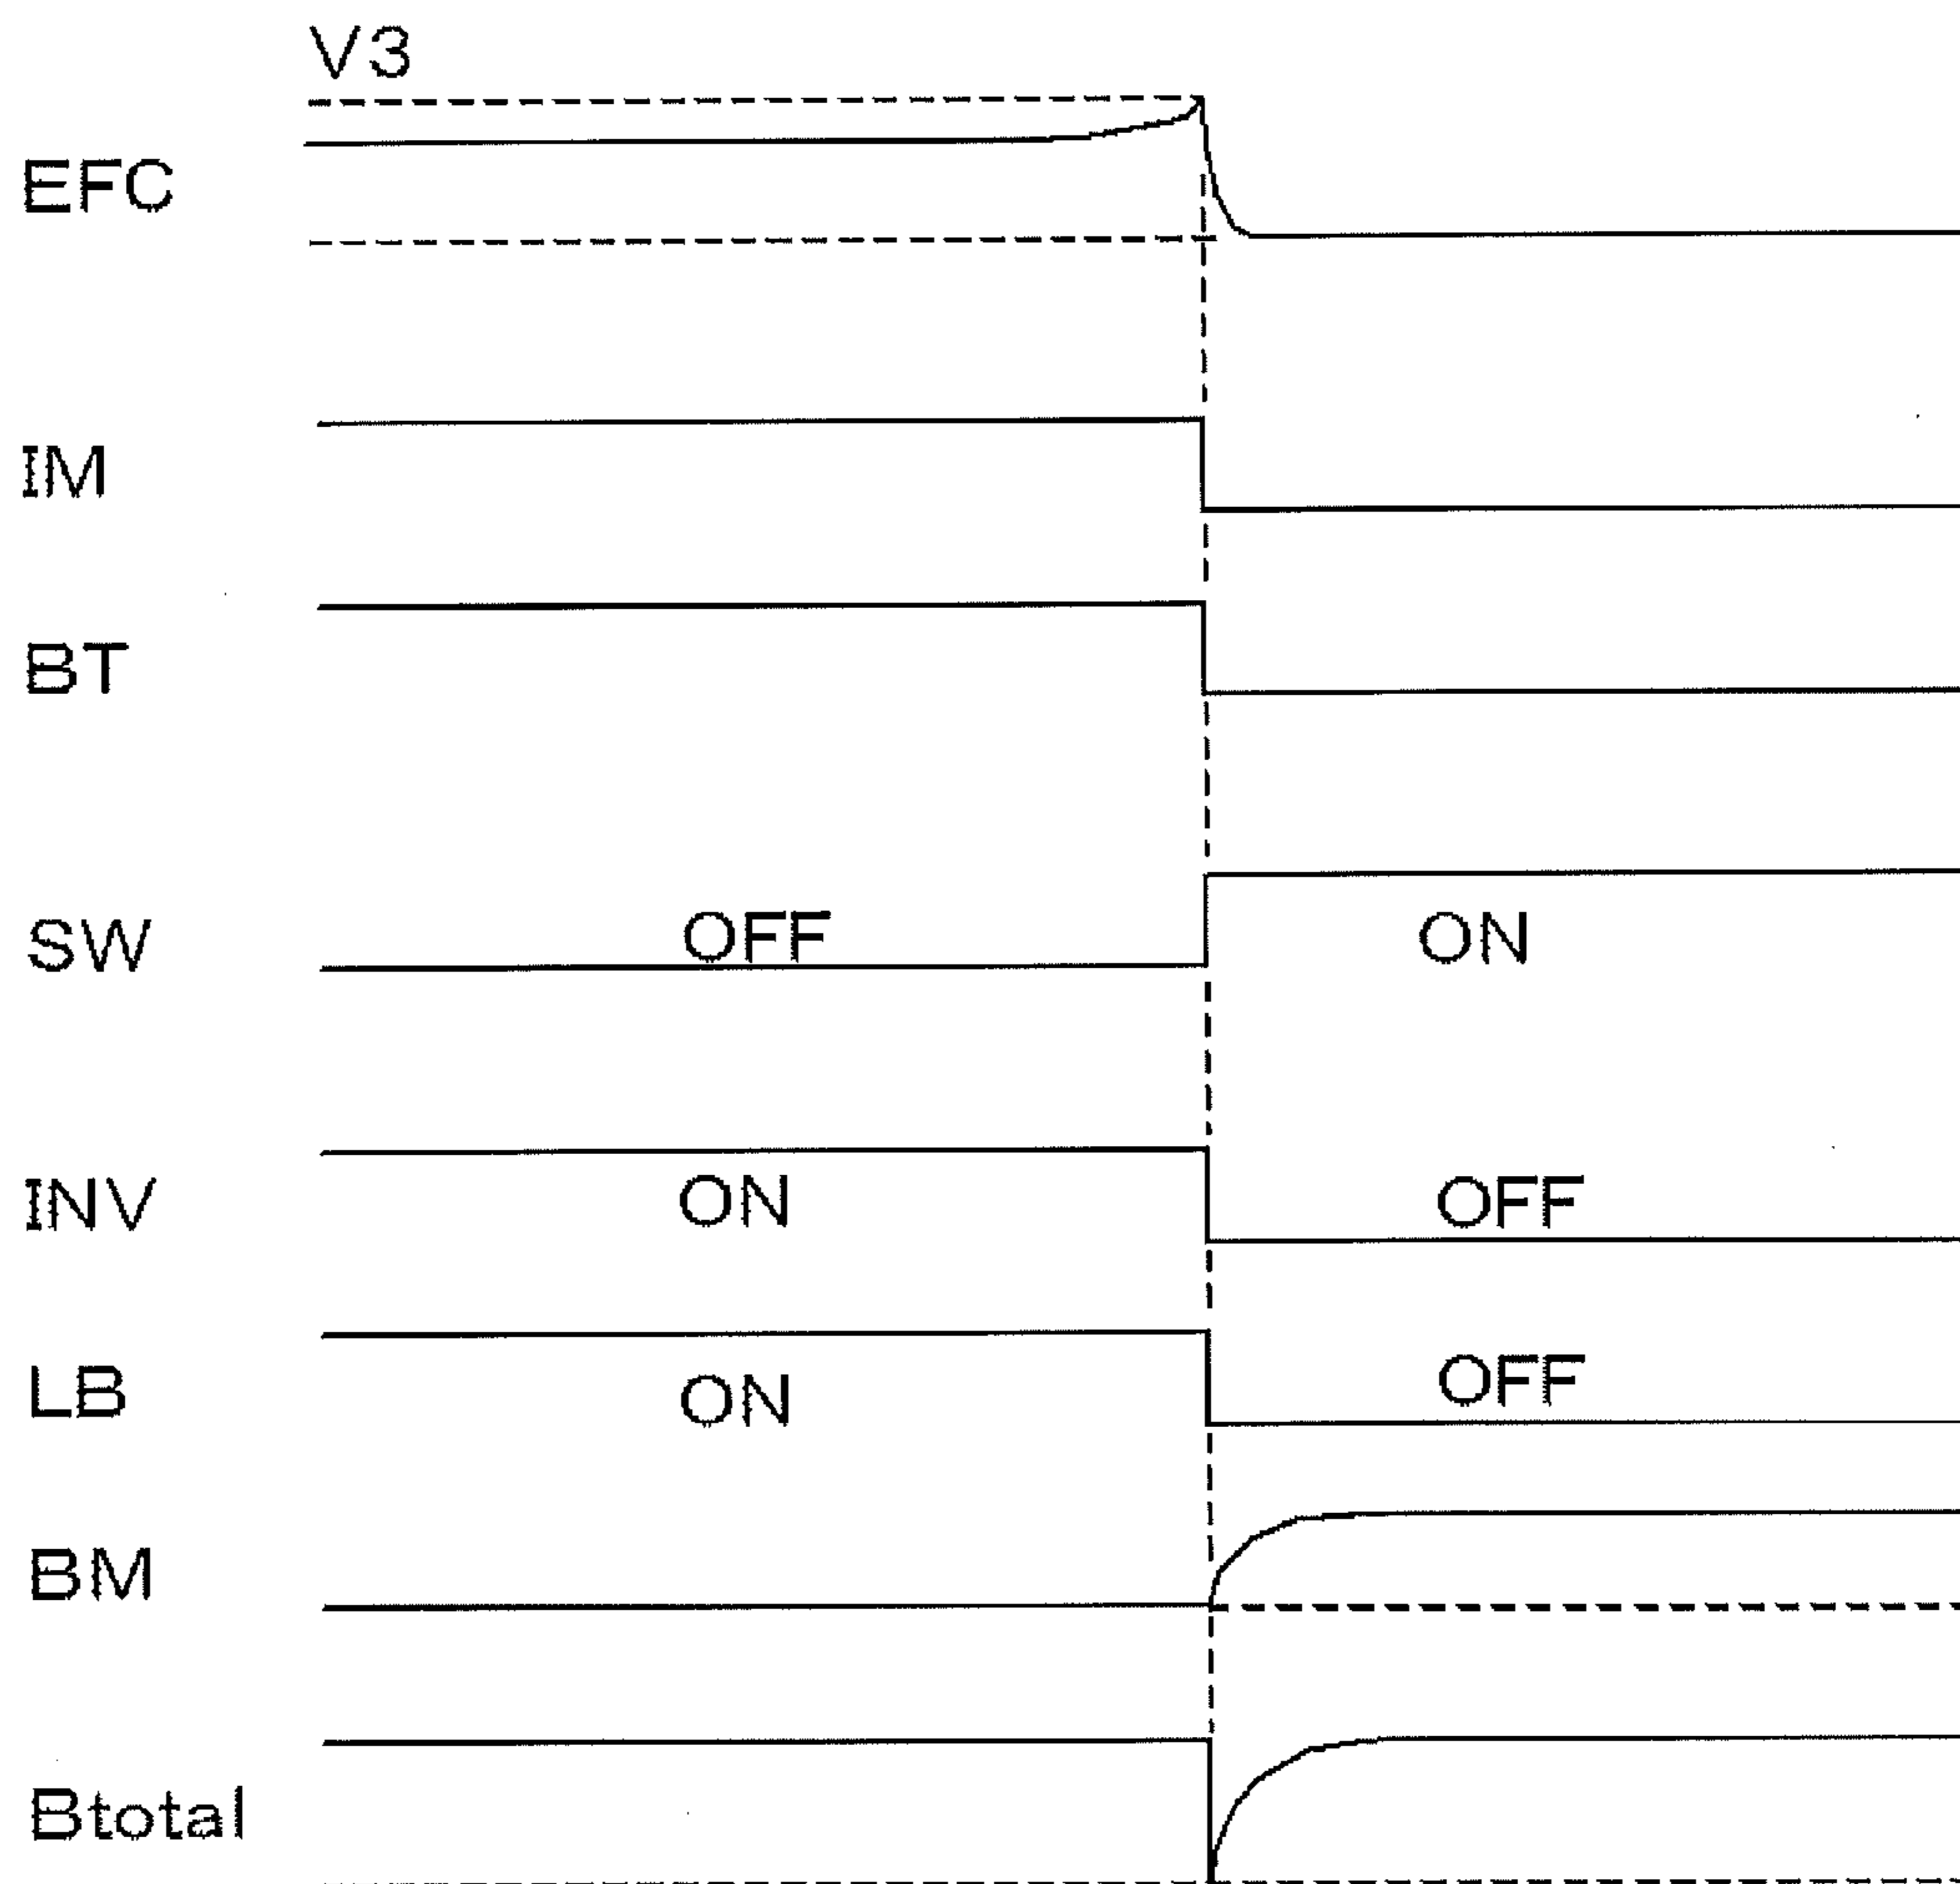 V3
EFC
IM
BT
SW OFF ON
INV ON OFF
LB ON OFF
BM
Btotal